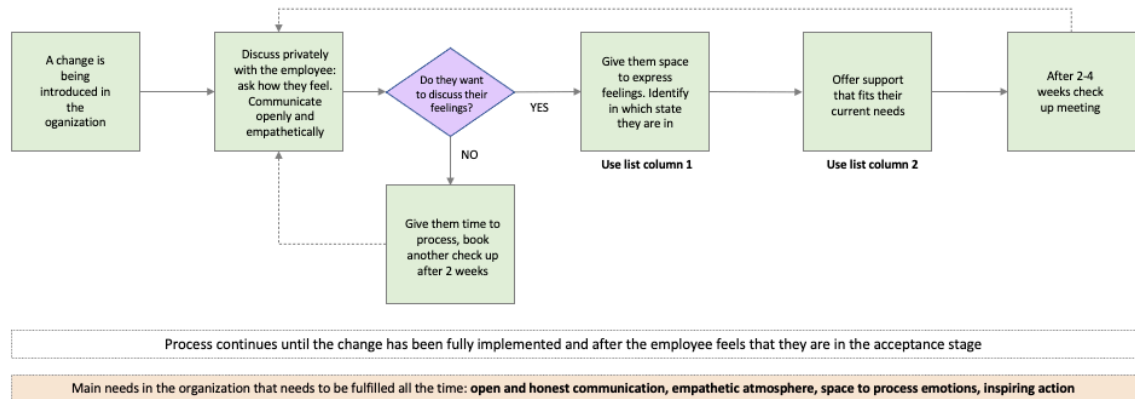 A change is
being
introduced in
the
oganization
Discuss privately
with the employee:
ask how they feel.
Communicate
openly and
empathetically
Do they want
to discuss their
feelings?
YES
NO
Give them space
to express
feelings. Identify
in which state
they are in
Use list column 1
Offer support
that fits their
current needs
Use list column 2
After 2-4
weeks check
up meeting
Give them time to
process, book
another check up
after 2 weeks
Process continues until the change has been fully implemented and after the employee feels that they are in the acceptance stage
Main needs in the organization that needs to be fulfilled all the time: open and honest communication, empathetic atmosphere, space to process emotions, inspiring action